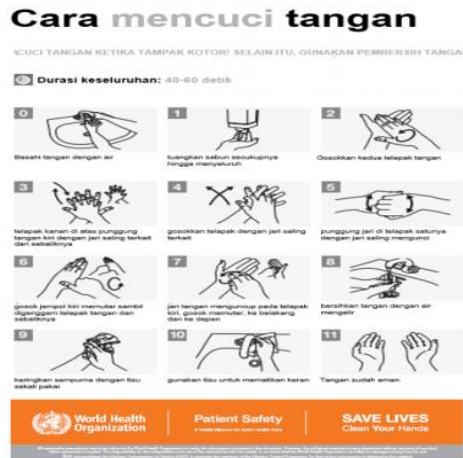 Cara mencuci tangan
CUCI TANGAN KETIKA TAMPAK KOTOR! SELAIN ITU, GUNAKAN PEMBERSIH TANGA
Durasi keseluruhan: 40-60 detik
0
Basahi tangan dengan air
1
tuangkan sabun secukupnya
hingga menyeluruh
2
Gosokkan kedua telapak tangan
3
telapak kanan di atas punggung
tangan kiri dengan jari saling terkait
dan sebaliknya
4
gosokkan telapak dengan jari saling
terkait
5
punggung jari di telapak satunya
dengan jari saling mengunci
6
gosok jempol kiri memutar sambil
digenggam telapak tangan dan
sebaliknya
7
jari tangan menguncup pada telapak
kiri, gosok memutar, ke belakang
dan ke depan
8
bersihkan tangan dengan air
mengalir
9
keringkan sempurna dengan tisu
sekali pakai
10
gunakan tisu untuk mematikan keran
11
Tangan sudah aman.
World Health
Organization
Patient Safety
A World Alliance for Safer Health Care
SAVE LIVES
Clean Your Hands